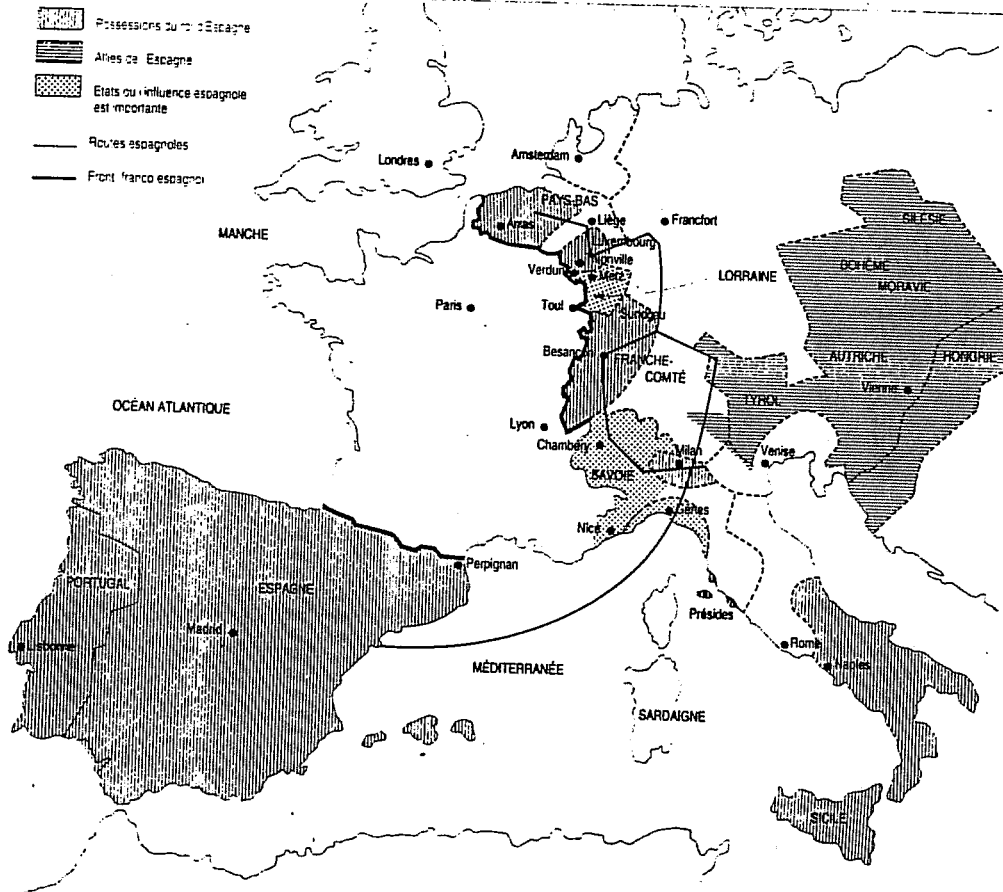 Possessions du roi d'Espagne
Alliés de l'Espagne
Etats où l'influence espagnole
est importante
Routes espagnoles
Front franco espagnol
Londres
Amsterdam
PAYS-BAS
Arras
Liège
Francfort
MANCHE
Luxembourg
Thionville
Verdun
Metz
LORRAINE
SILÉSIE
BOHÊME
MORAVIE
Paris
Toul
Sundgau
Besançon
FRANCHE-
COMTÉ
AUTRICHE
HONGRIE
Vienne
TYROL
OCÉAN ATLANTIQUE
Lyon
Chambéry
SAVOIE
Milan
Venise
Gênes
Nice
Perpignan
PORTUGAL
ESPAGNE
Madrid
Lisbonne
Présides
Rome
Naples
MÉDITERRANÉE
SARDAIGNE
SICILE